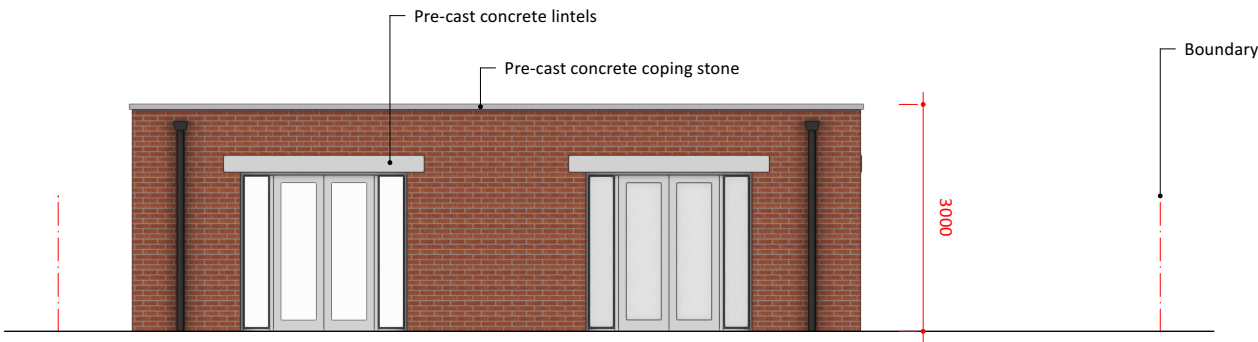 Pre-cast concrete lintels
Boundary
Pre-cast concrete coping stone
3000